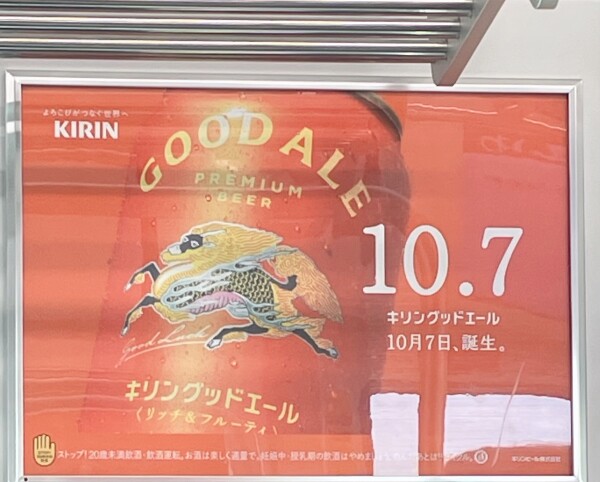 よろこびがつなぐ世界へ
KIRIN
GOOD ALE
PREMIUM
BEER
10.7
キリングッドエール
10月7日、誕生。
Good Luck
キリングッドエール
〈リッチ&フルーティ〉
ストップ!20歳未満飲酒・飲酒運転。お酒は楽しく適量で。妊娠中・授乳期の飲酒はやめましょう。
キリンビール株式会社